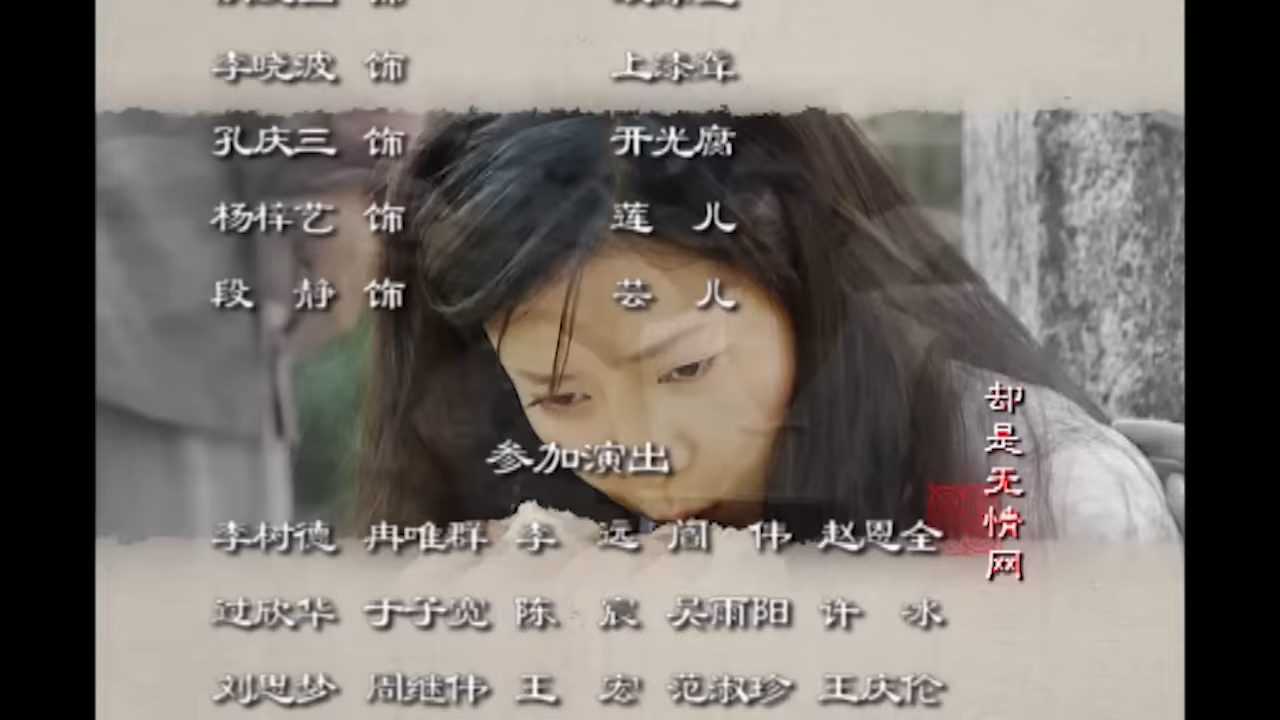 李晓波 饰
孔庆三 饰 开光腐
杨梓艺 饰 莲 儿
段 静 饰 芸 儿
参加演出
李树德 冉唯群 李 远 阎 伟 赵恩全
过欣华 于子宽 陈 宸 吴雨阳 许 冰
刘思梦 周继伟 王 宏 范淑珍 王庆伦
却是无情网